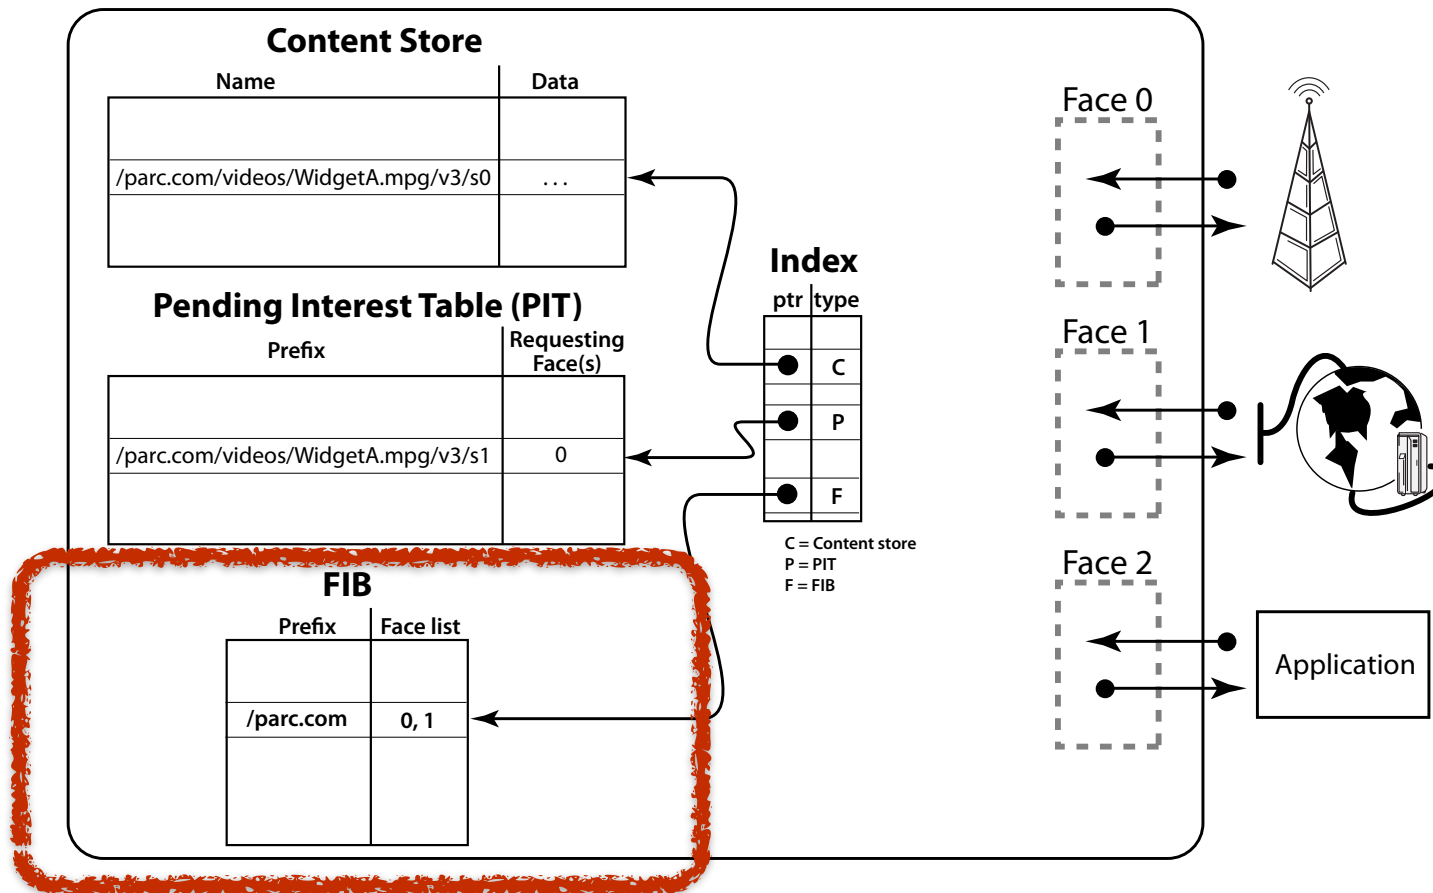 Content Store
Name Data
/parc.com/videos/WidgetA.mpg/v3/s0 ...
Pending Interest Table (PIT)
Prefix Requesting
Face(s)
/parc.com/videos/WidgetA.mpg/v3/s1 0
FIB
Prefix Face list
/parc.com 0, 1
Index
ptr type
C
P
F
C = Content store
P = PIT
F = FIB
Face 0
Face 1
Face 2
Application